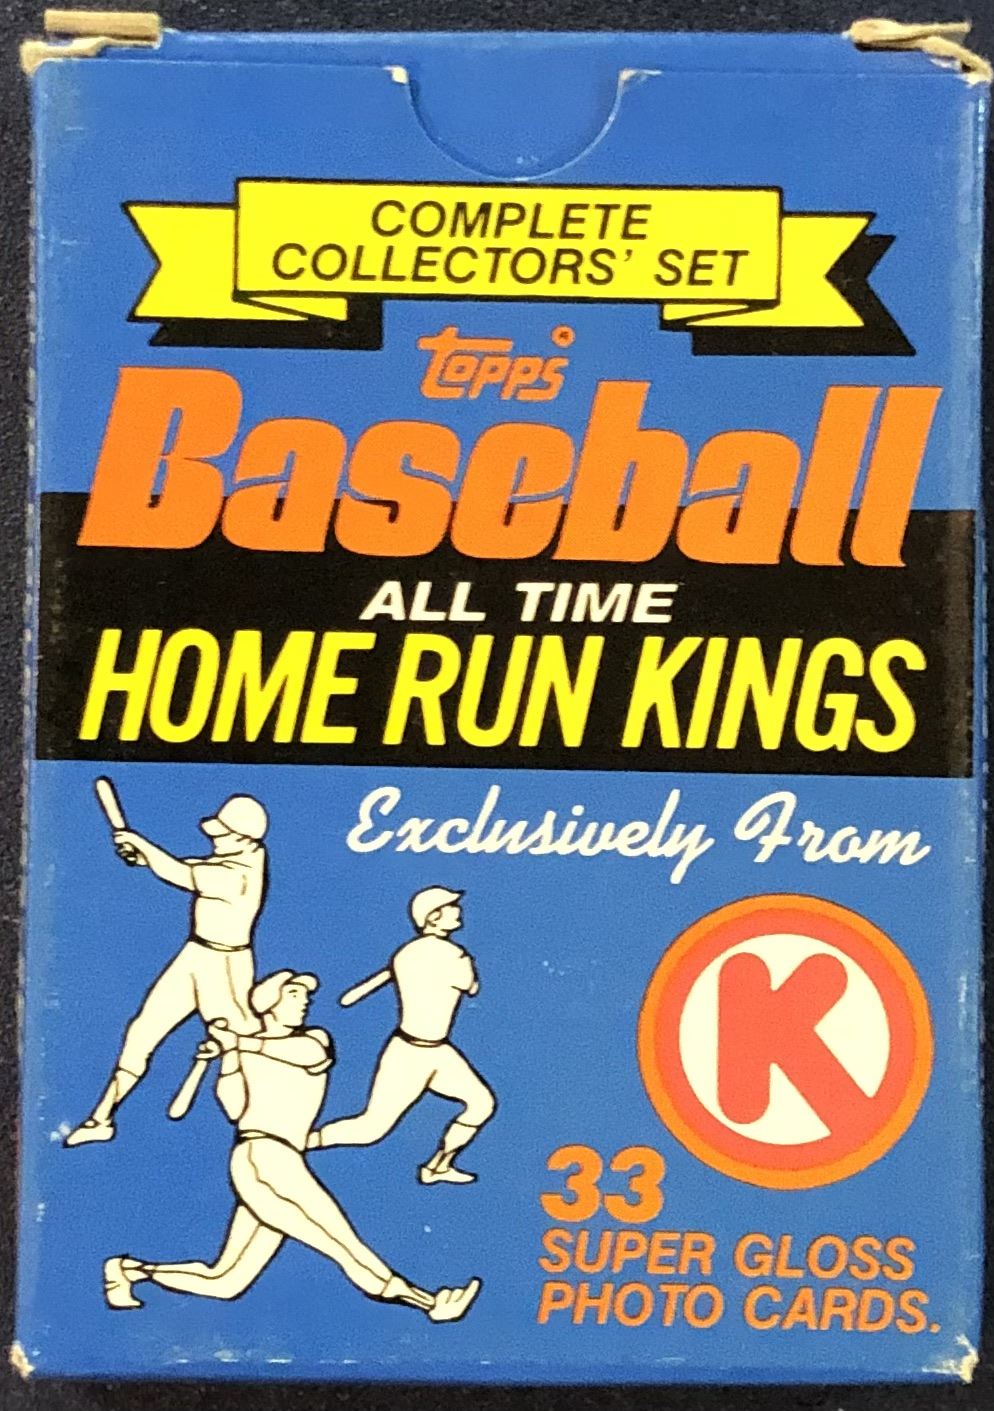 COMPLETE
COLLECTORS' SET
topps®
Baseball
ALL TIME
HOME RUN KINGS
Exclusively From
K
33
SUPER GLOSS
PHOTO CARDS.